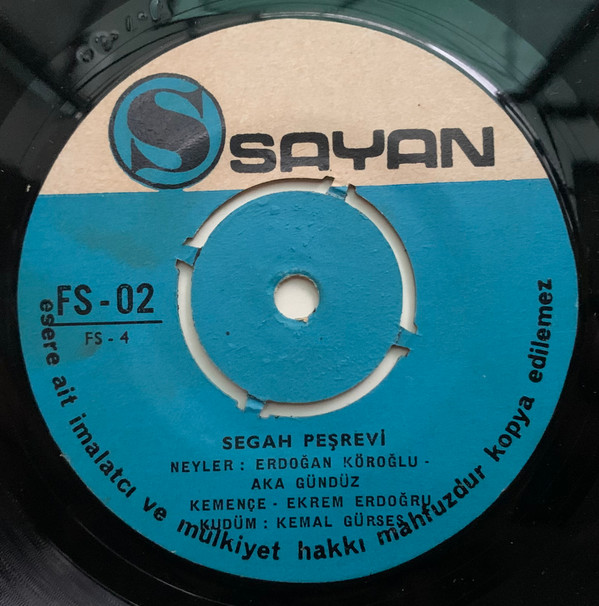 S SAYAN
FS - 02
FS - 4
SEGAH PEŞREVİ
NEYLER : ERDOĞAN KÖROĞLU -
AKA GÜNDÜZ
KEMENÇE - EKREM ERDOĞRU
KUDÜM : KEMAL GÜRSES
esere ait imalatcı ve mülkiyet hakkı mahfuzdur kopya edilemez